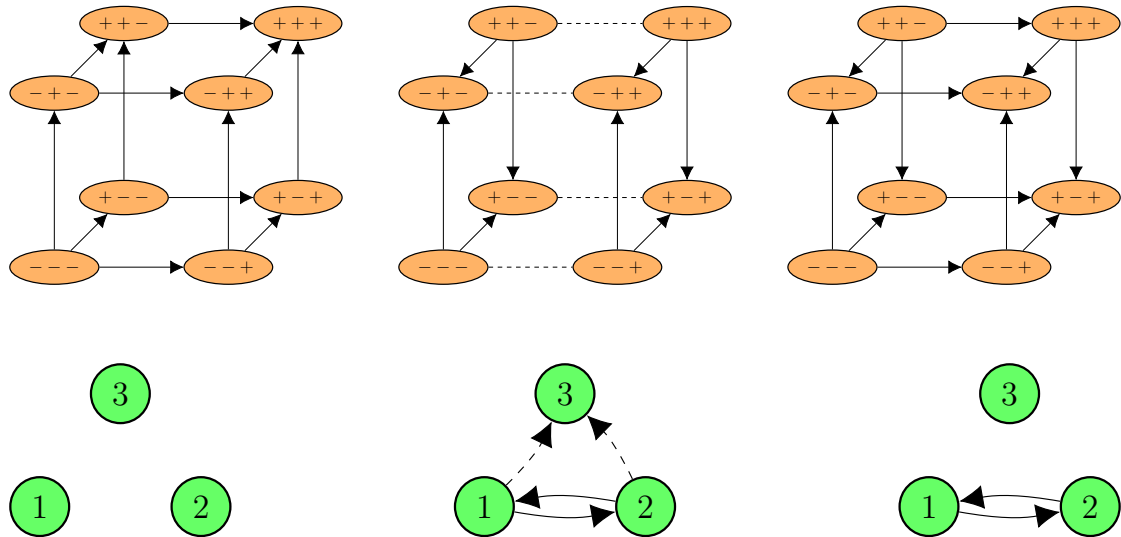 ++− +++ ++− +++ ++− +++
−+− −++ −+− −++ −+− −++
+−− +−+ +−− +−+ +−− +−+
−−− −−+ −−− −−+ −−− −−+
3 3 3
1 2 1 2 1 2